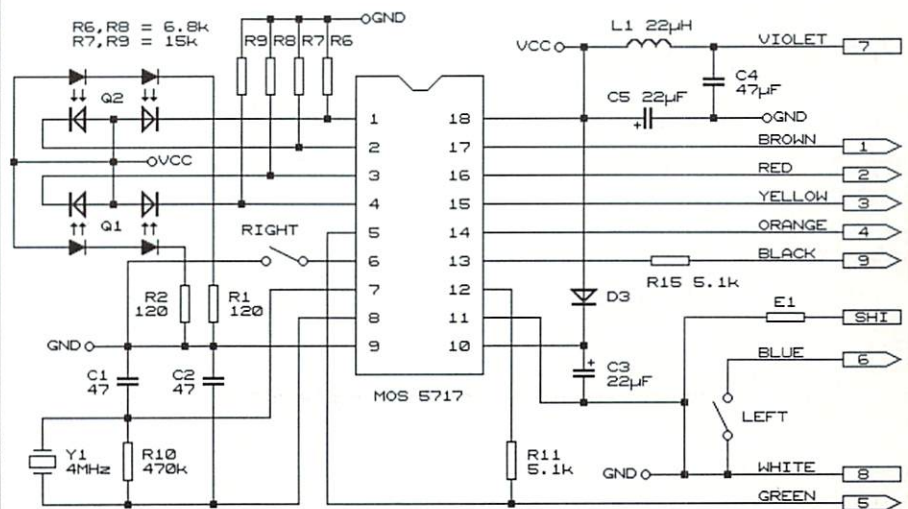 R6,R8 = 6.8k
R7,R9 = 15k
GND
R9 R8 R7 R6
Q2
VCC
Q1
RIGHT
R2
120
R1
120
GND
C1
47
C2
47
Y1
4MHz
R10
470k
1 18
2 17
3 16
4 15
5 14
6 13
7 12
8 11
9 10
MOS 5717
VCC
L1 22µH
VIOLET 7
C4
47µF
C5 22µF
+
GND
BROWN 1
RED 2
YELLOW 3
ORANGE 4
BLACK 9
R15 5.1k
D3
E1
SHI
BLUE 6
+
C3
22µF
LEFT
R11
5.1k
GND
WHITE 8
GREEN 5